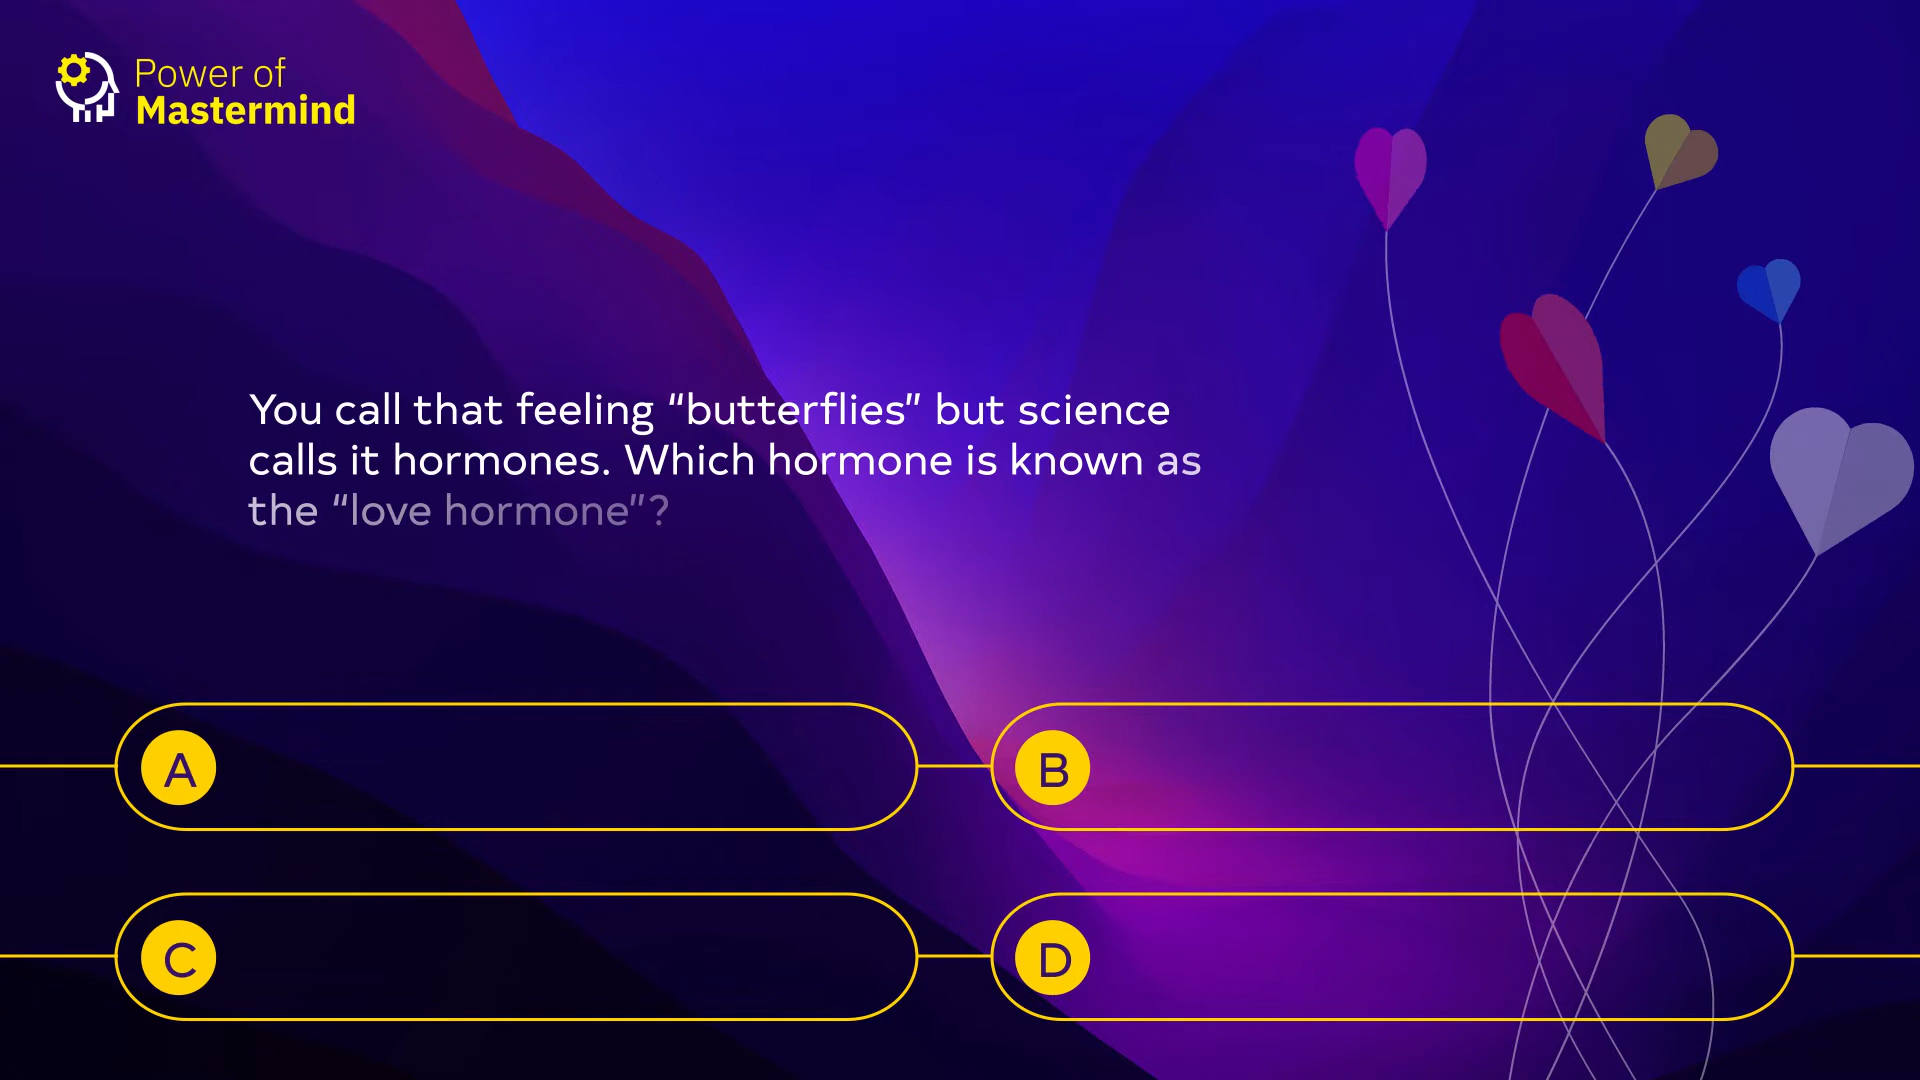 Power of
Mastermind
You call that feeling “butterflies” but science
calls it hormones. Which hormone is known as
the “love hormone”?
A
B
C
D